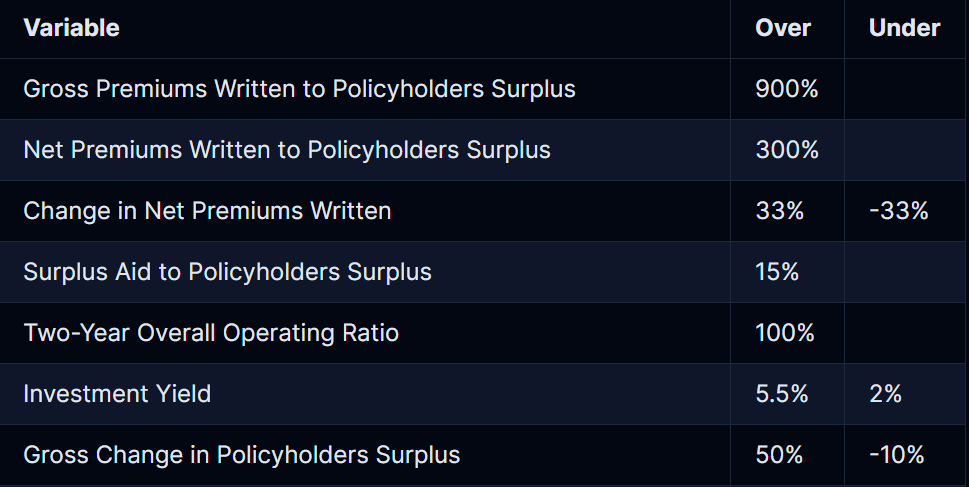 Variable Over Under
Gross Premiums Written to Policyholders Surplus 900%
Net Premiums Written to Policyholders Surplus 300%
Change in Net Premiums Written 33% -33%
Surplus Aid to Policyholders Surplus 15%
Two-Year Overall Operating Ratio 100%
Investment Yield 5.5% 2%
Gross Change in Policyholders Surplus 50% -10%